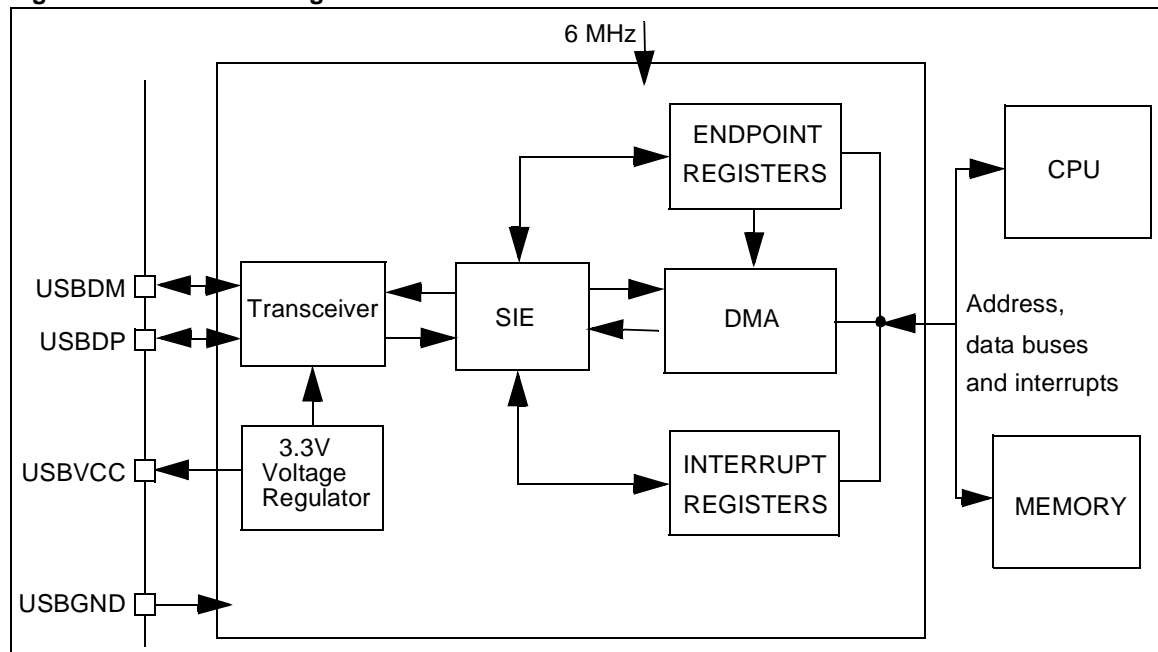 6 MHz
ENDPOINT
REGISTERS
CPU
USBDM
Transceiver
SIE
DMA
USBDP
Address,
data buses
and interrupts
3.3V
Voltage
Regulator
USBVCC
INTERRUPT
REGISTERS
MEMORY
USBGND